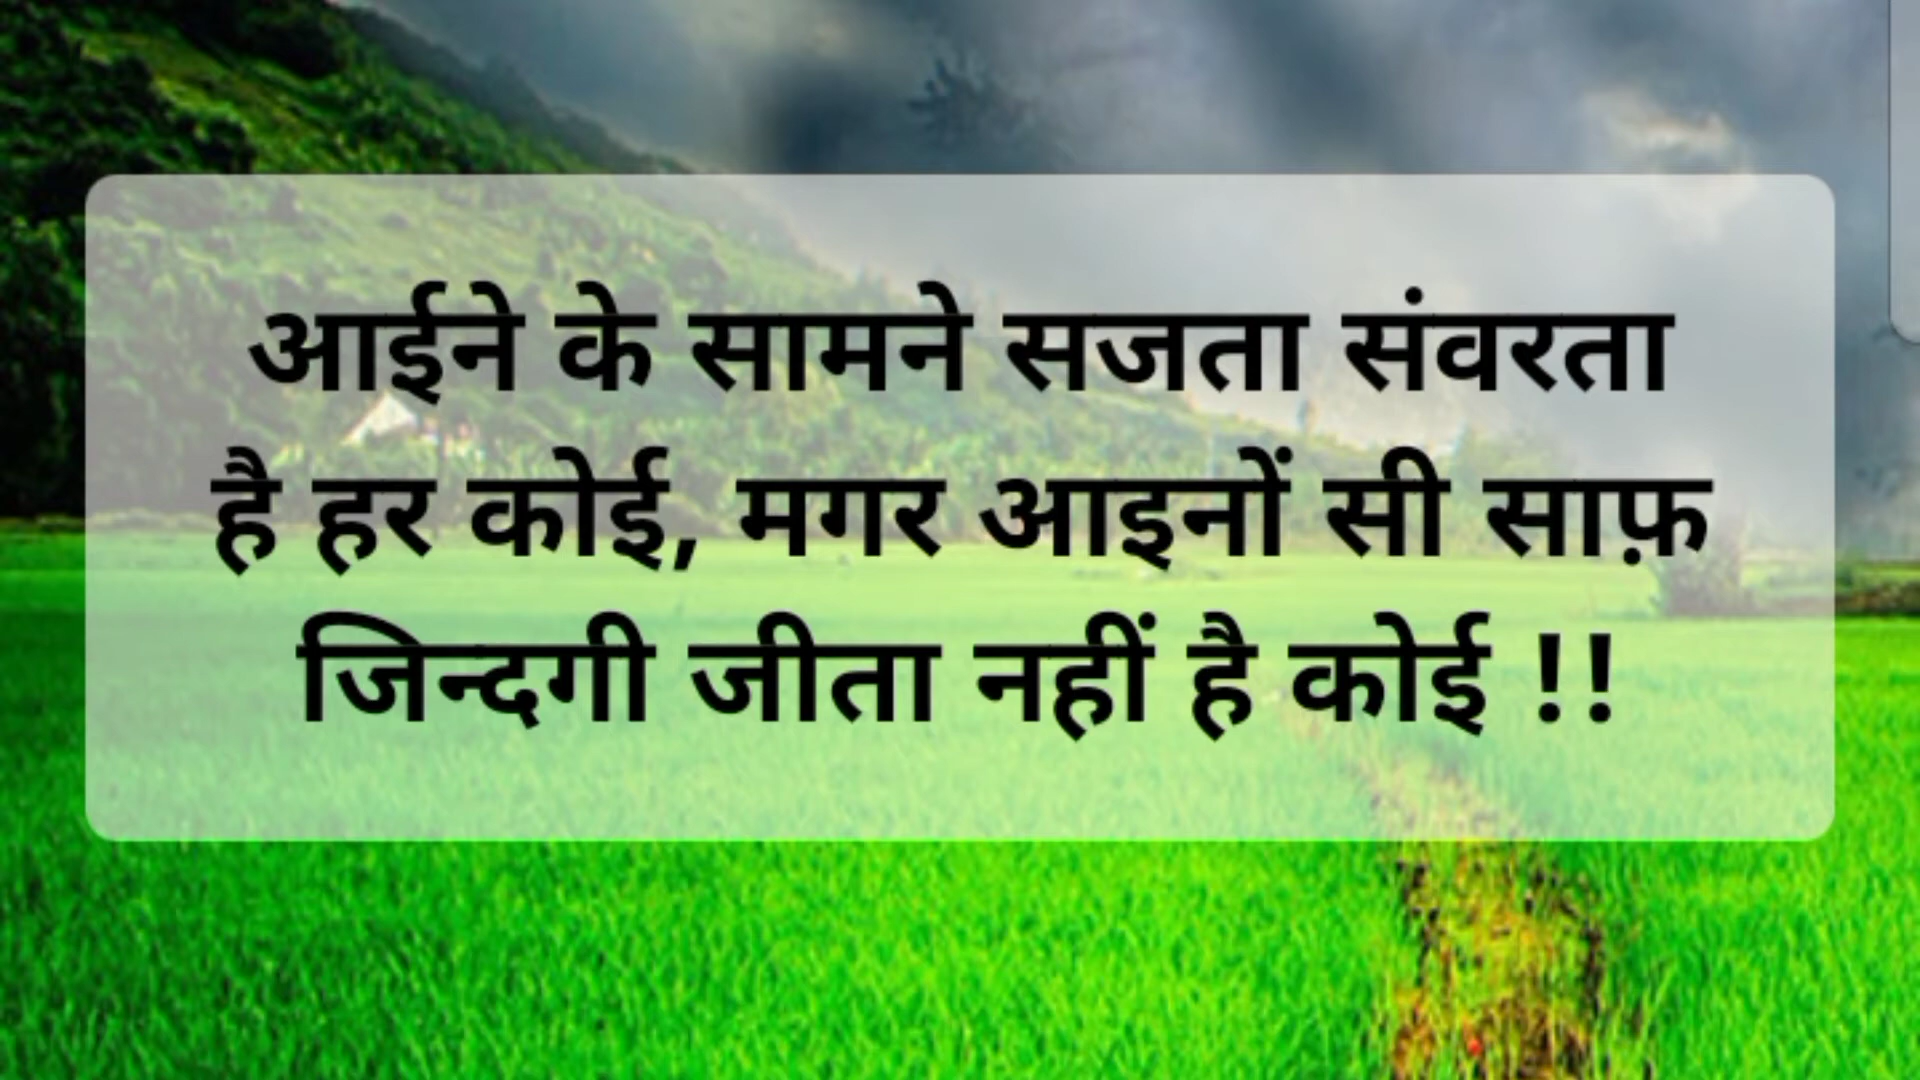 आईने के सामने सजता संवरता
है हर कोई, मगर आइनों सी साफ़
जिन्दगी जीता नहीं है कोई !!